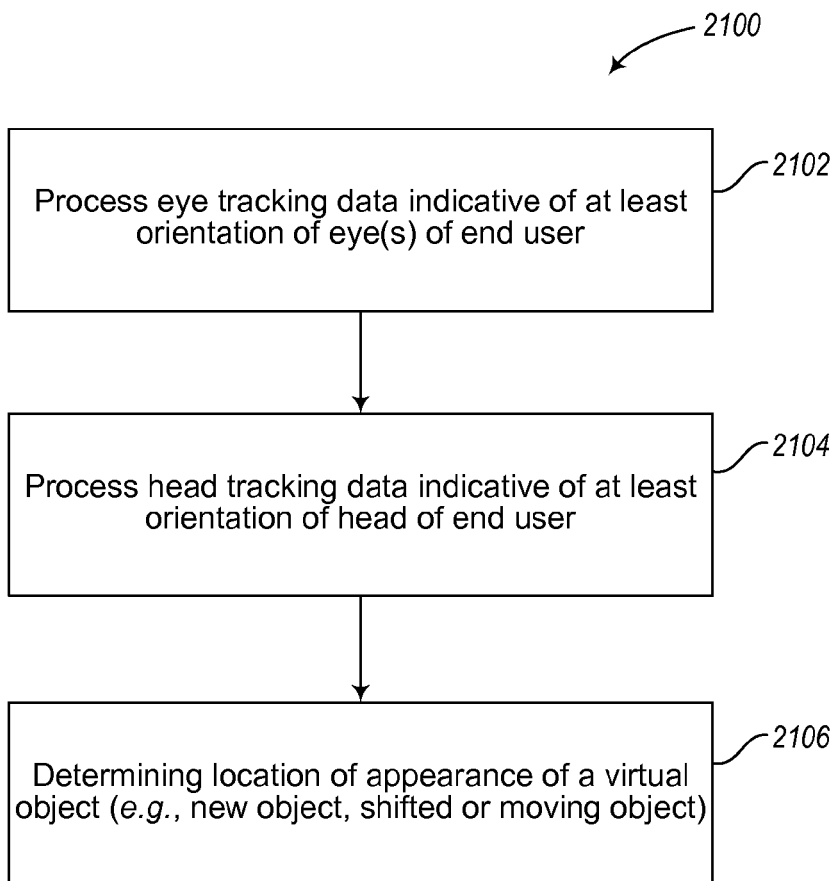 2100
2102
Process eye tracking data indicative of at least
orientation of eye(s) of end user
2104
Process head tracking data indicative of at least
orientation of head of end user
2106
Determining location of appearance of a virtual
object (e.g., new object, shifted or moving object)